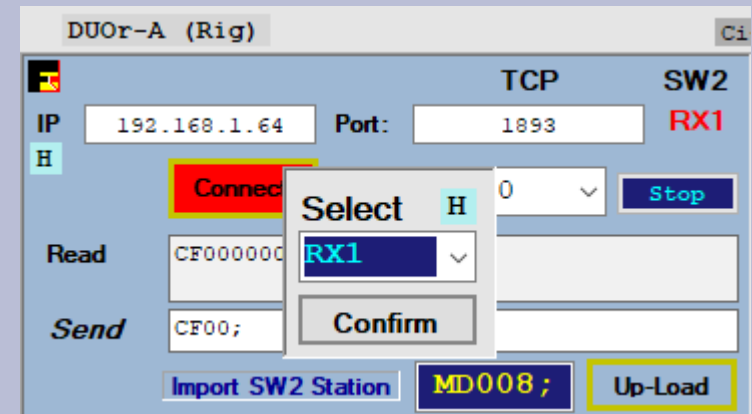 DUOr-A (Rig)
TCP SW2
IP 192.168.1.64 Port: 1893 RX1
H
Connect 0 Stop
Select H
RX1
Confirm
Read CF000000
Send CF00;
Import SW2 Station MD008; Up-Load